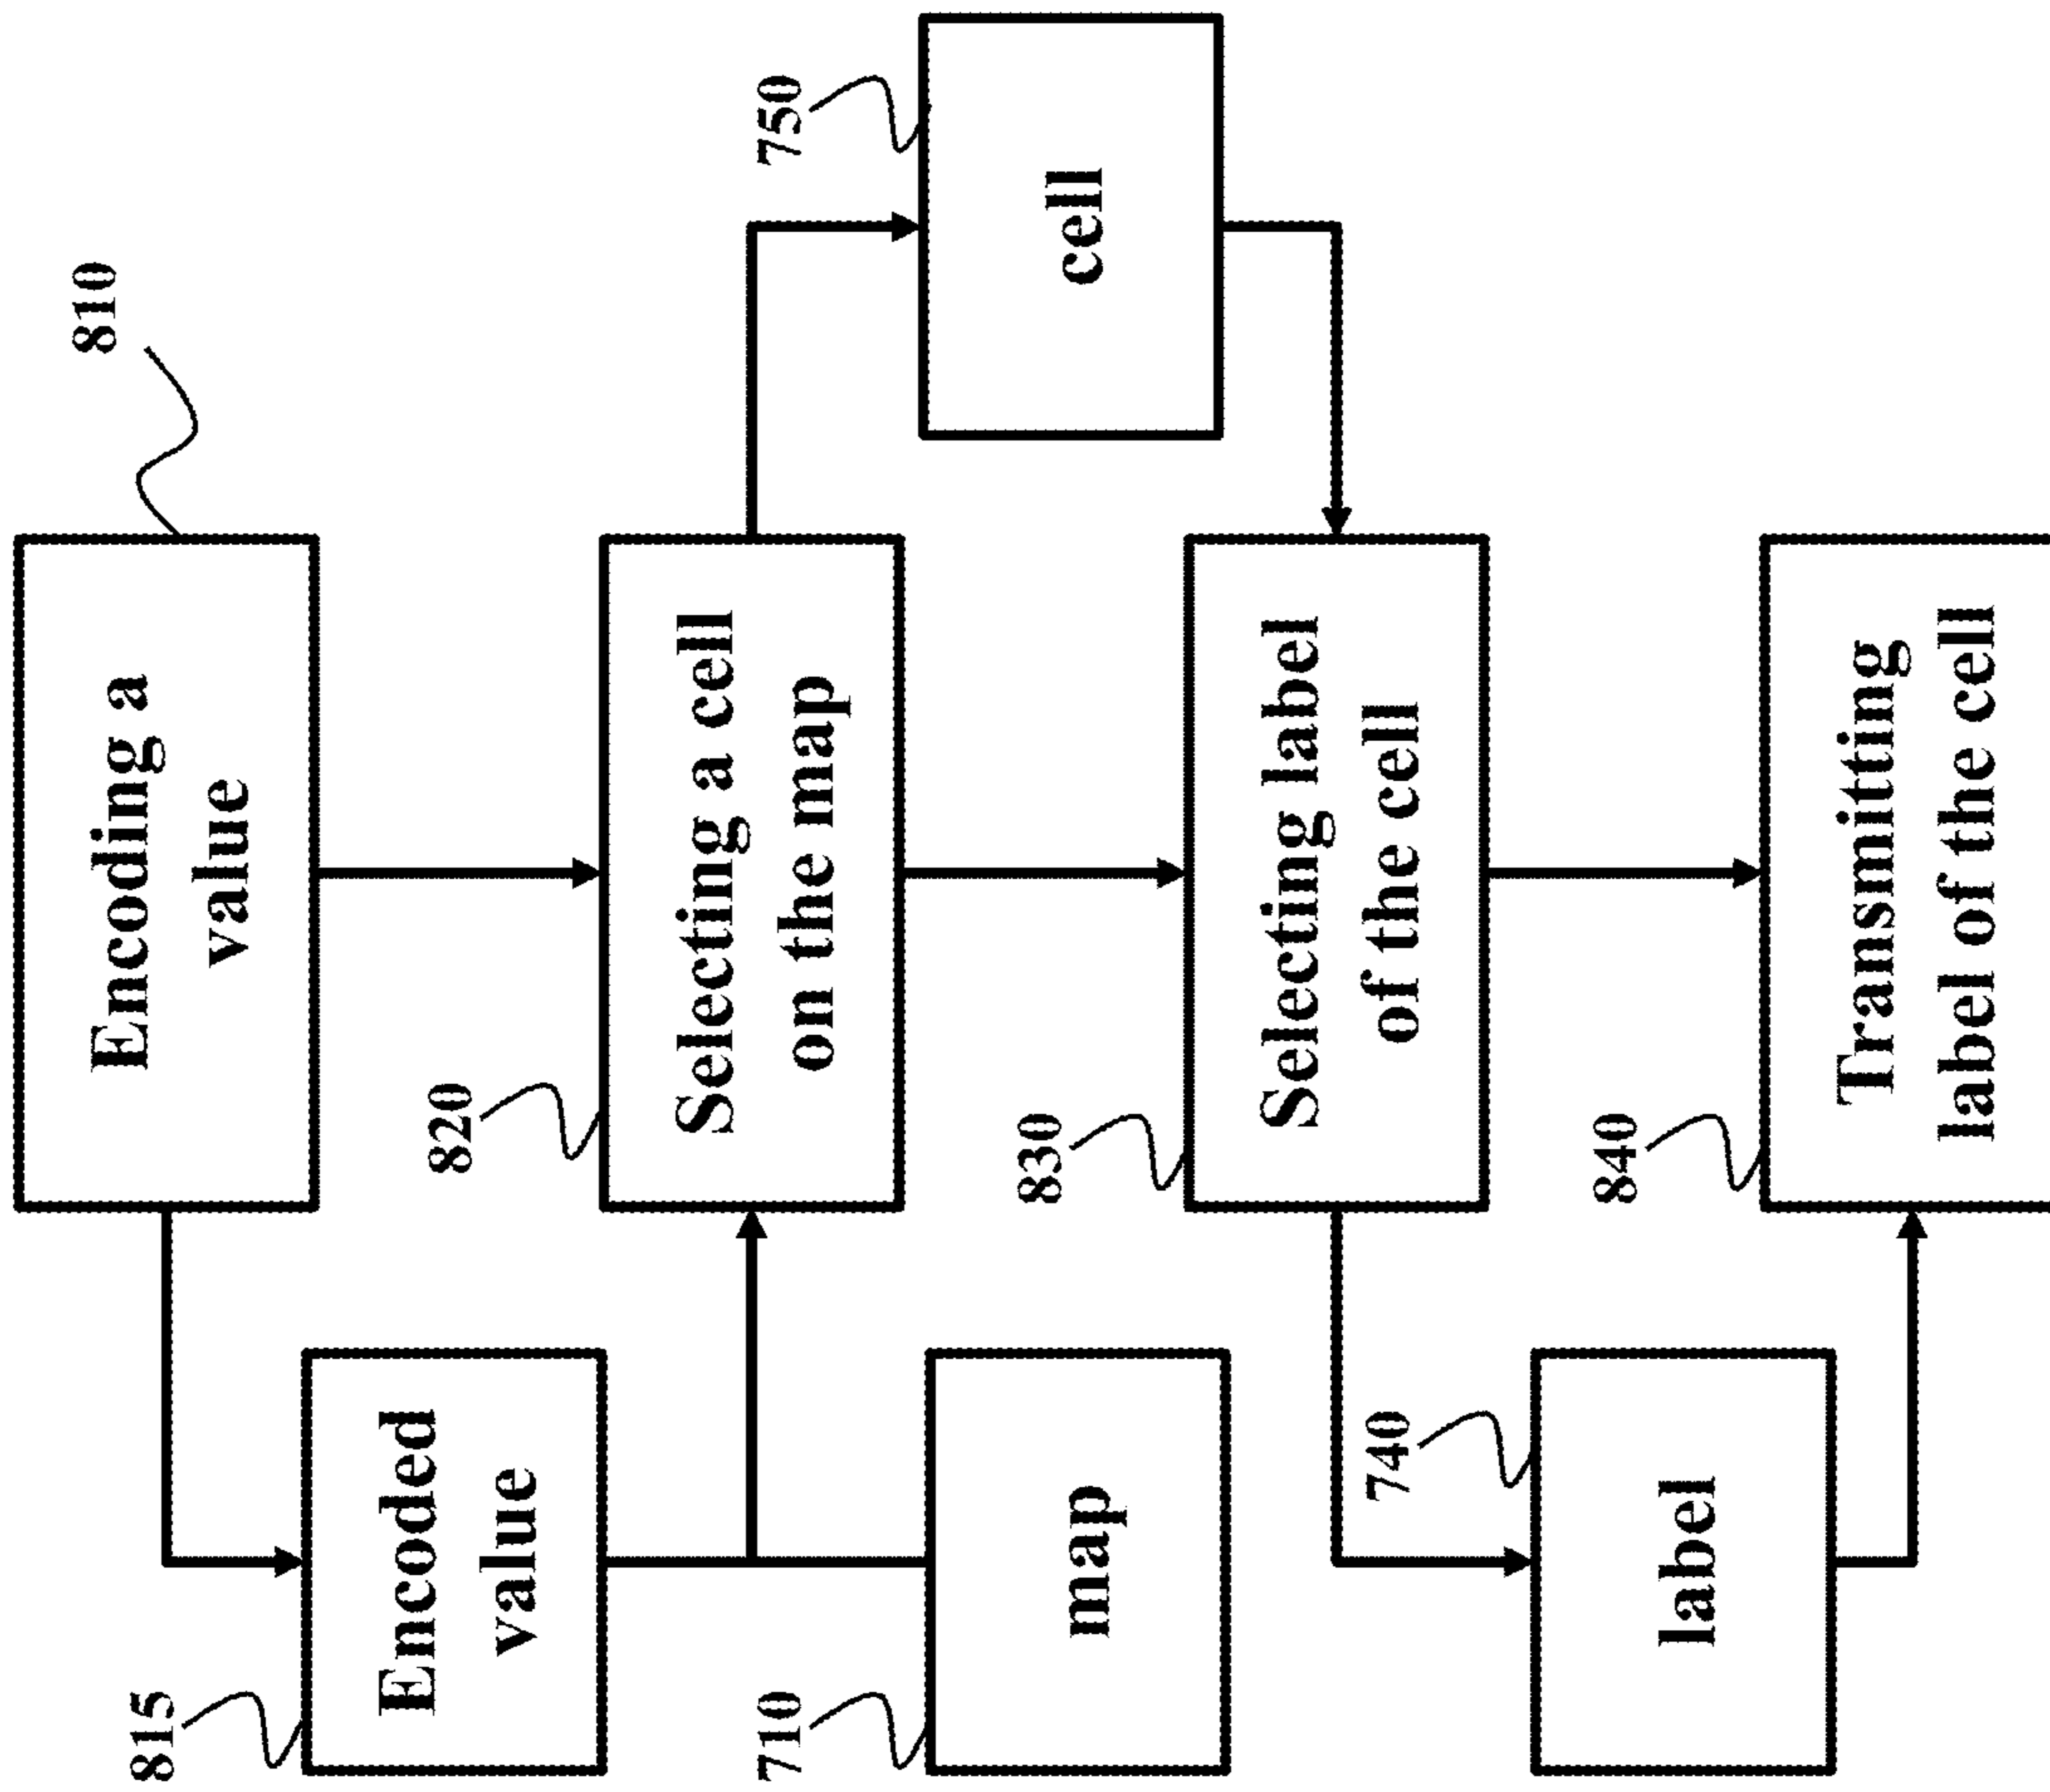 810
Encoding a
value
815
Encoded
value
820
Selecting a cell
on the map
710
map
750
cell
830
Selecting label
of the cell
740
label
840
Transmitting
label of the cell